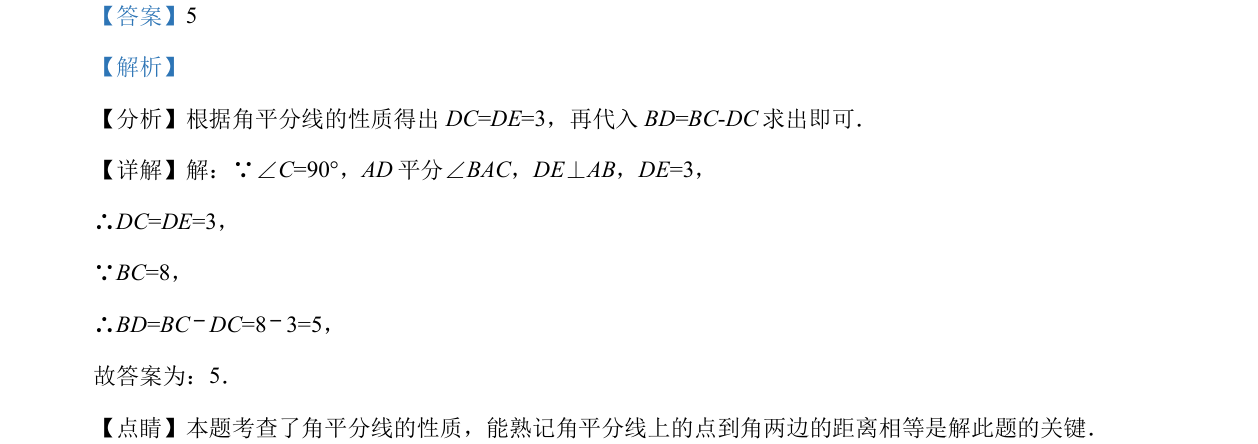 【答案】5
【解析】
【分析】根据角平分线的性质得出 DC=DE=3，再代入 BD=BC-DC 求出即可．
【详解】解：∵∠C=90°，AD 平分∠BAC，DE⊥AB，DE=3，
∴DC=DE=3，
∵BC=8，
∴BD=BC－DC=8－3=5，
故答案为：5．
【点睛】本题考查了角平分线的性质，能熟记角平分线上的点到角两边的距离相等是解此题的关键．